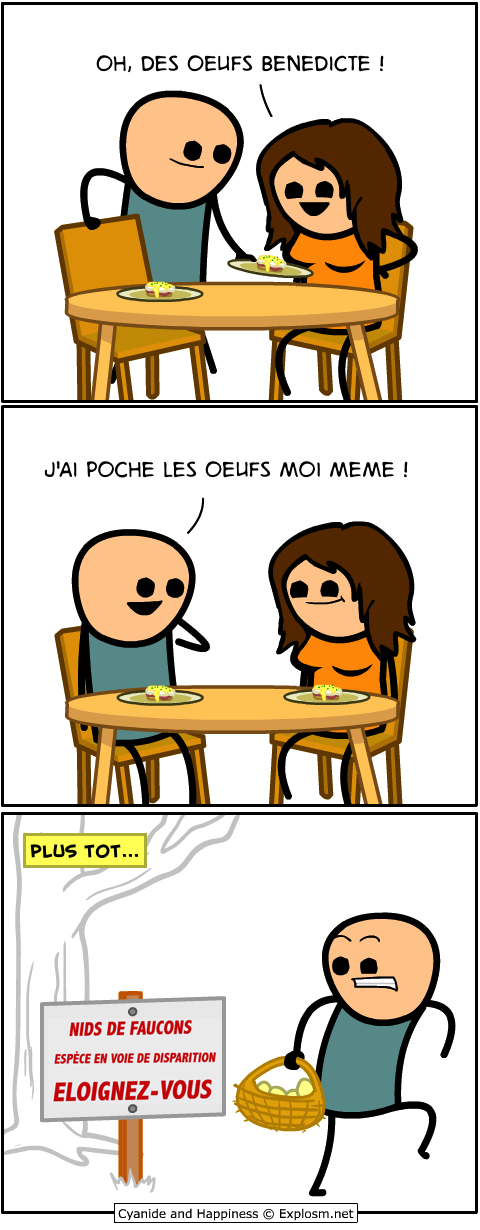 OH, DES OEUFS BENEDICTE !
J'AI POCHE LES OEUFS MOI MEME !
PLUS TOT...
NIDS DE FAUCONS
ESPÈCE EN VOIE DE DISPARITION
ELOIGNEZ-VOUS
Cyanide and Happiness © Explosm.net